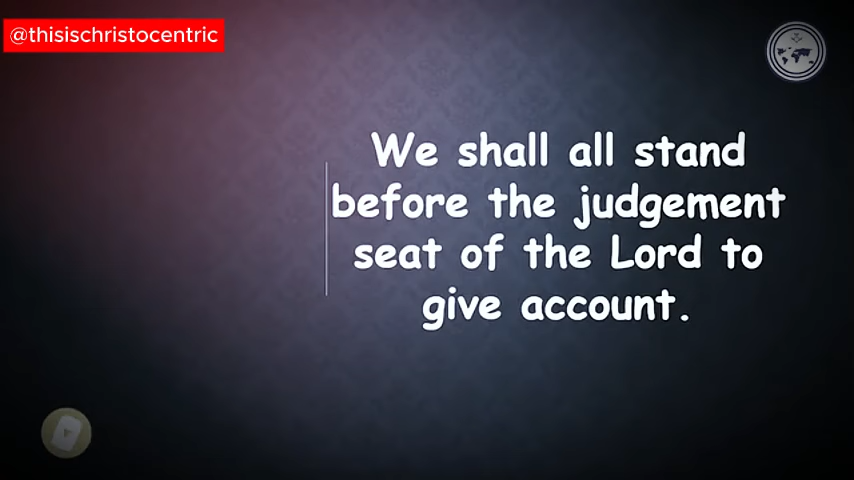 @thisischristocentric
We shall all stand
before the judgement
seat of the Lord to
give account.